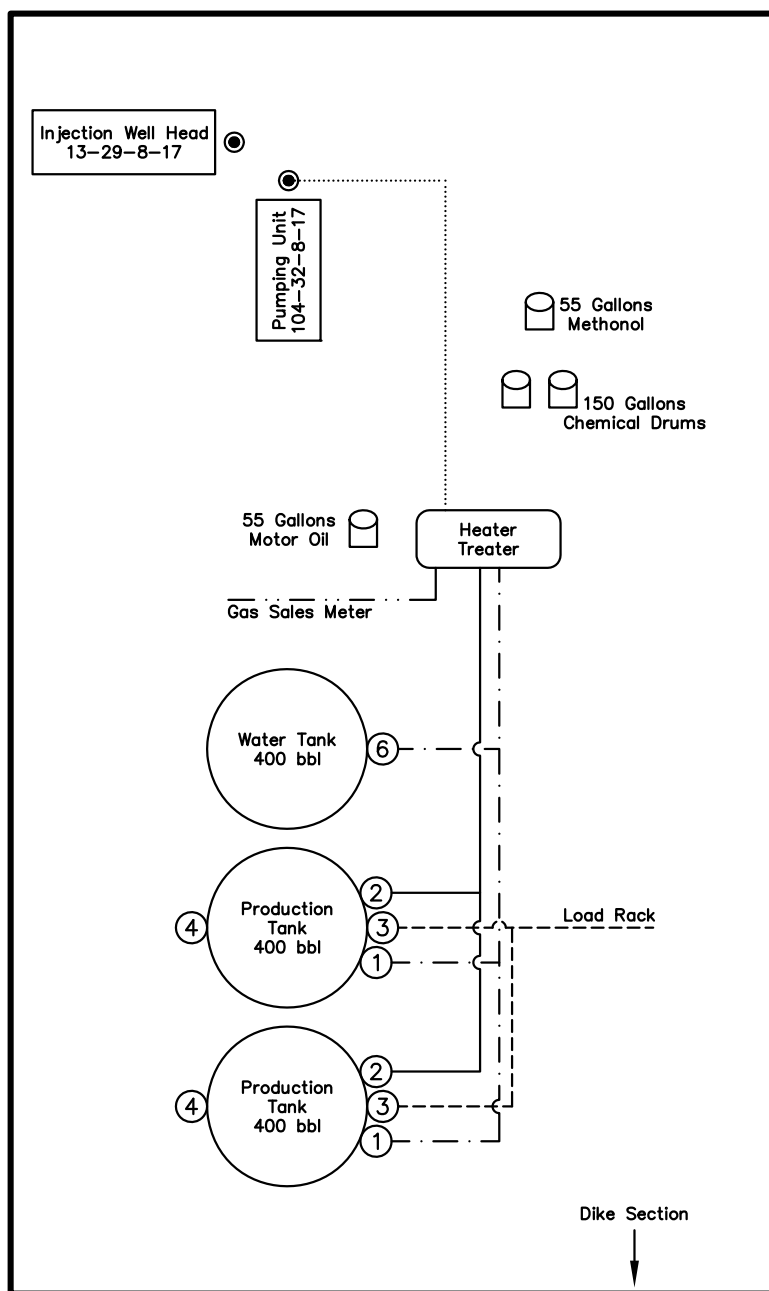 Injection Well Head
13-29-8-17
Pumping Unit
104-32-8-17
55 Gallons
Methonol
150 Gallons
Chemical Drums
55 Gallons
Motor Oil
Heater
Treater
Gas Sales Meter
Water Tank
400 bbl
6
Production
Tank
400 bbl
4
2
3
1
Load Rack
Production
Tank
400 bbl
4
2
3
1
Dike Section